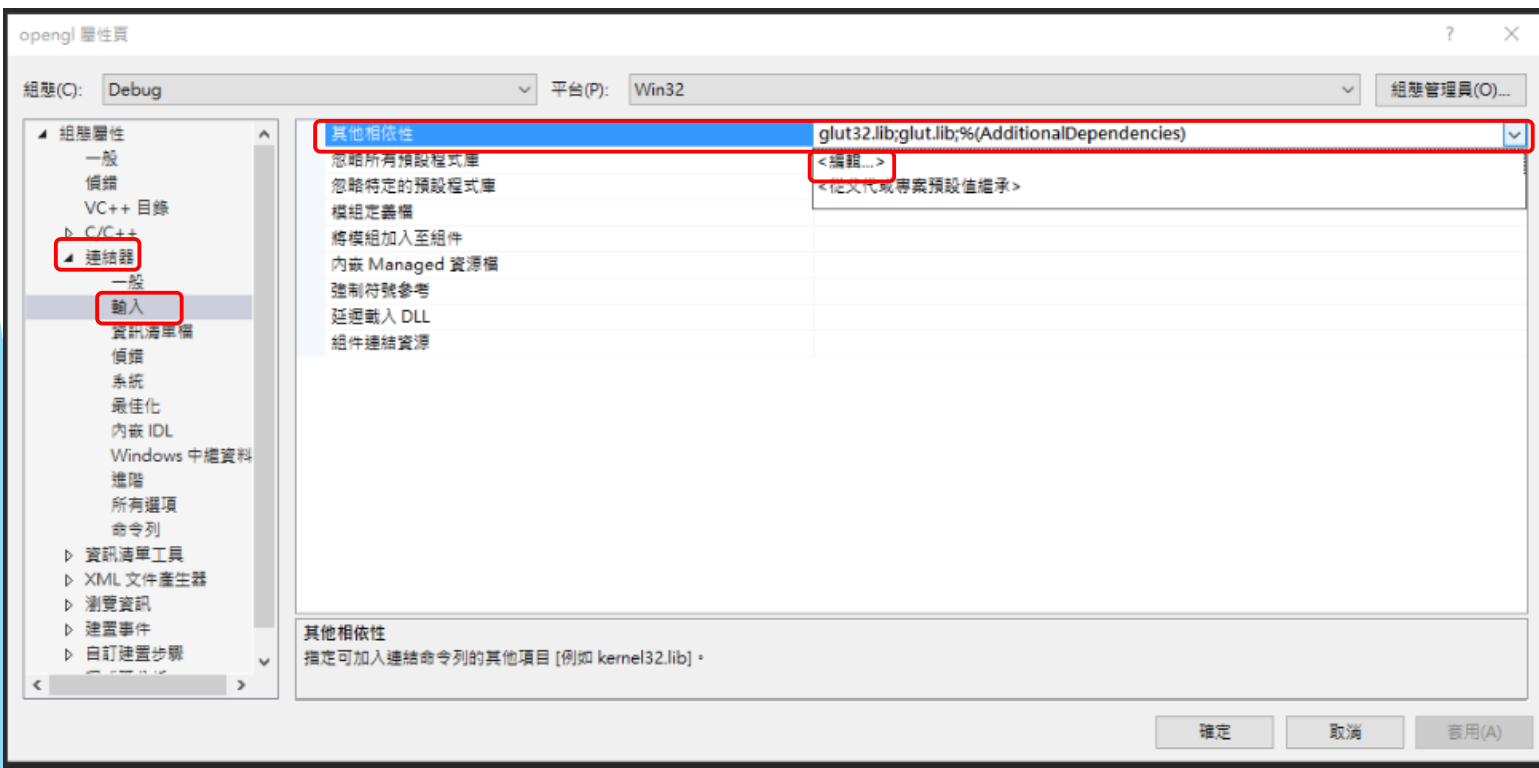 opengl 屬性頁
?
組態(C):
Debug
平台(P):
Win32
組態管理員(O)...
組態屬性
一般
偵錯
VC++ 目錄
C/C++
連結器
一般
輸入
資訊清單檔
偵錯
系統
最佳化
內嵌 IDL
Windows 中繼資料
進階
所有選項
命令列
資訊清單工具
XML 文件產生器
瀏覽資訊
建置事件
自訂建置步驟
其他相依性
glut32.lib;glut.lib;%(AdditionalDependencies)
忽略所有預設程式庫
<編輯...>
忽略特定的預設程式庫
<從父代或專案預設值繼承>
模組定義檔
將模組加入至組件
內嵌 Managed 資源檔
強制符號參考
延遲載入 DLL
組件連結資源
其他相依性
指定可加入連結命令列的其他項目 [例如 kernel32.lib]。
確定
取消
套用(A)